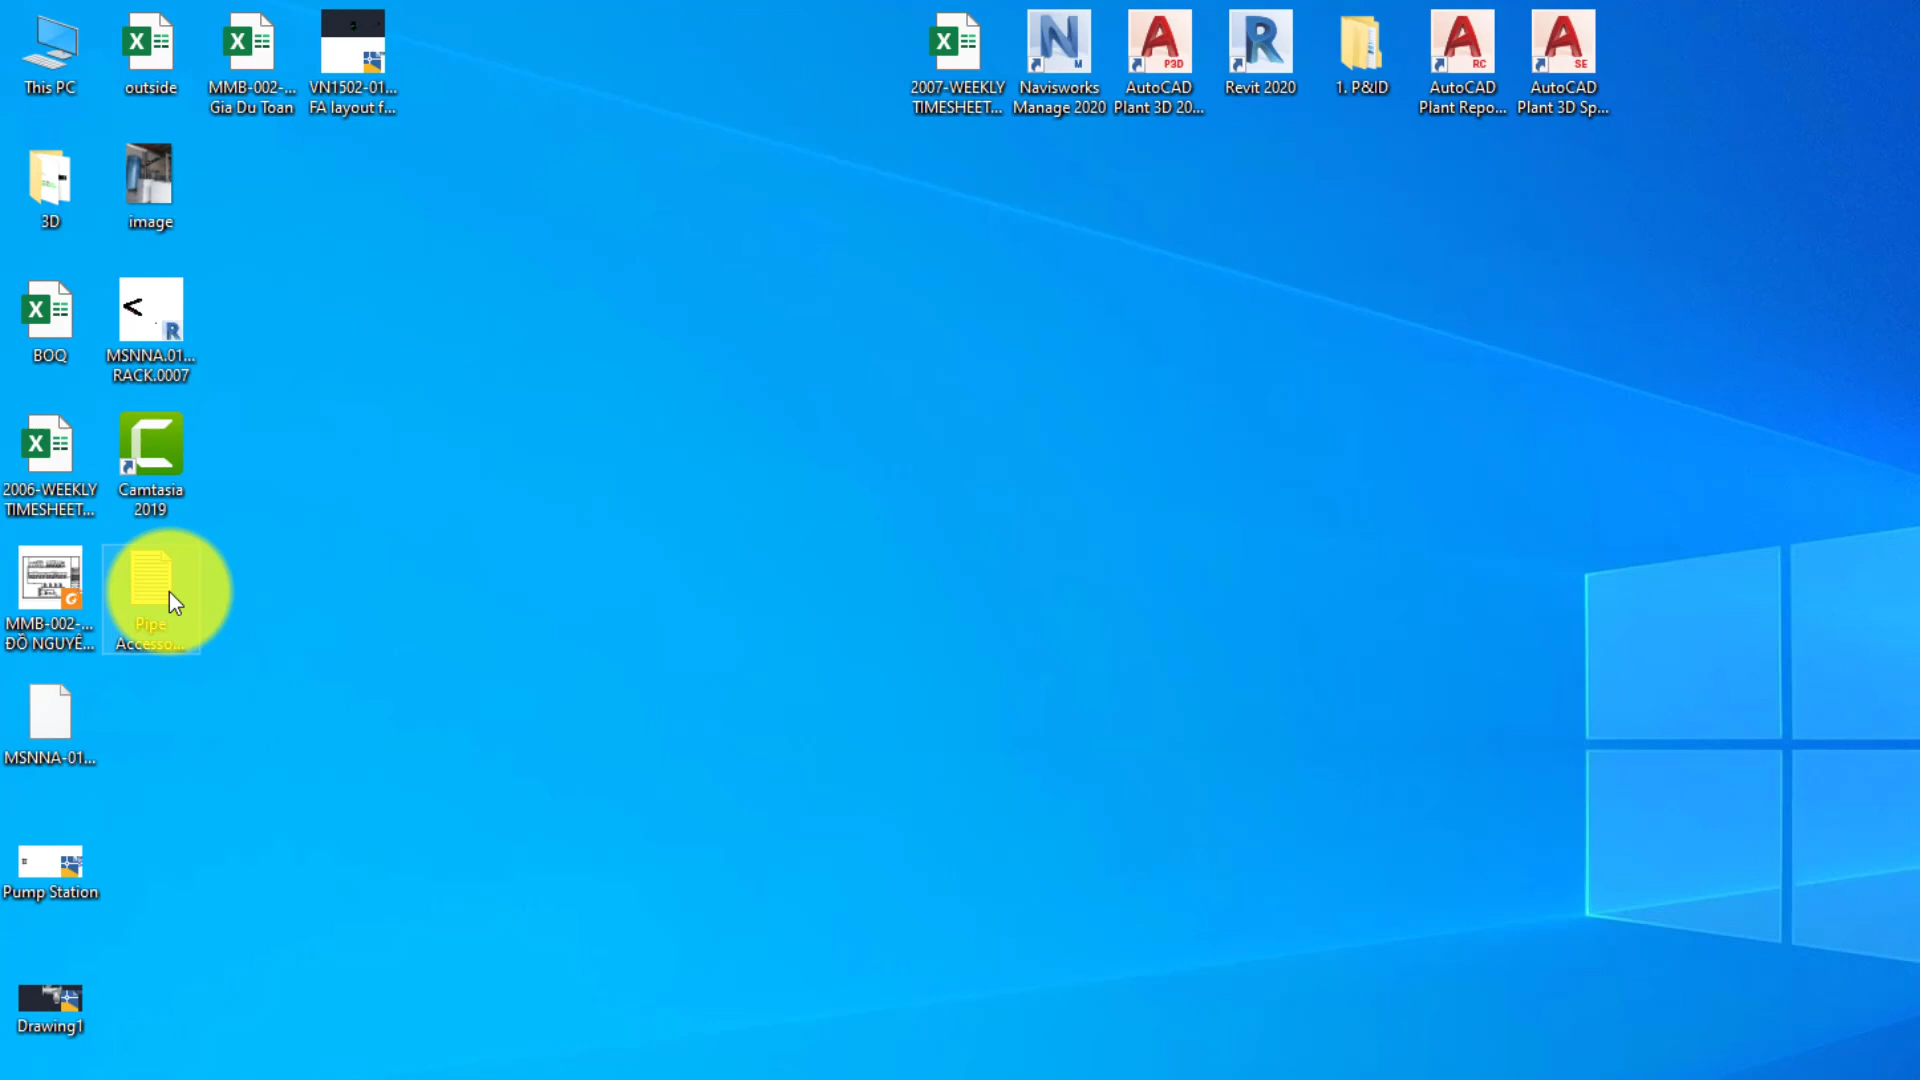 This PC
outside
MMB-002-...
Gia Du Toan
VN1502-01...
FA layout f...
2007-WEEKLY
TIMESHEET...
Navisworks
Manage 2020
AutoCAD
Plant 3D 20...
Revit 2020
1. P&ID
AutoCAD
Plant Repo...
AutoCAD
Plant 3D Sp...
3D
image
BOQ
MSNNA.01...
RACK.0007
2006-WEEKLY
TIMESHEET...
Camtasia
2019
MMB-002-...
ĐỒ NGUYÊ...
Pipe
Accesso...
MSNNA-01...
Pump Station
Drawing1